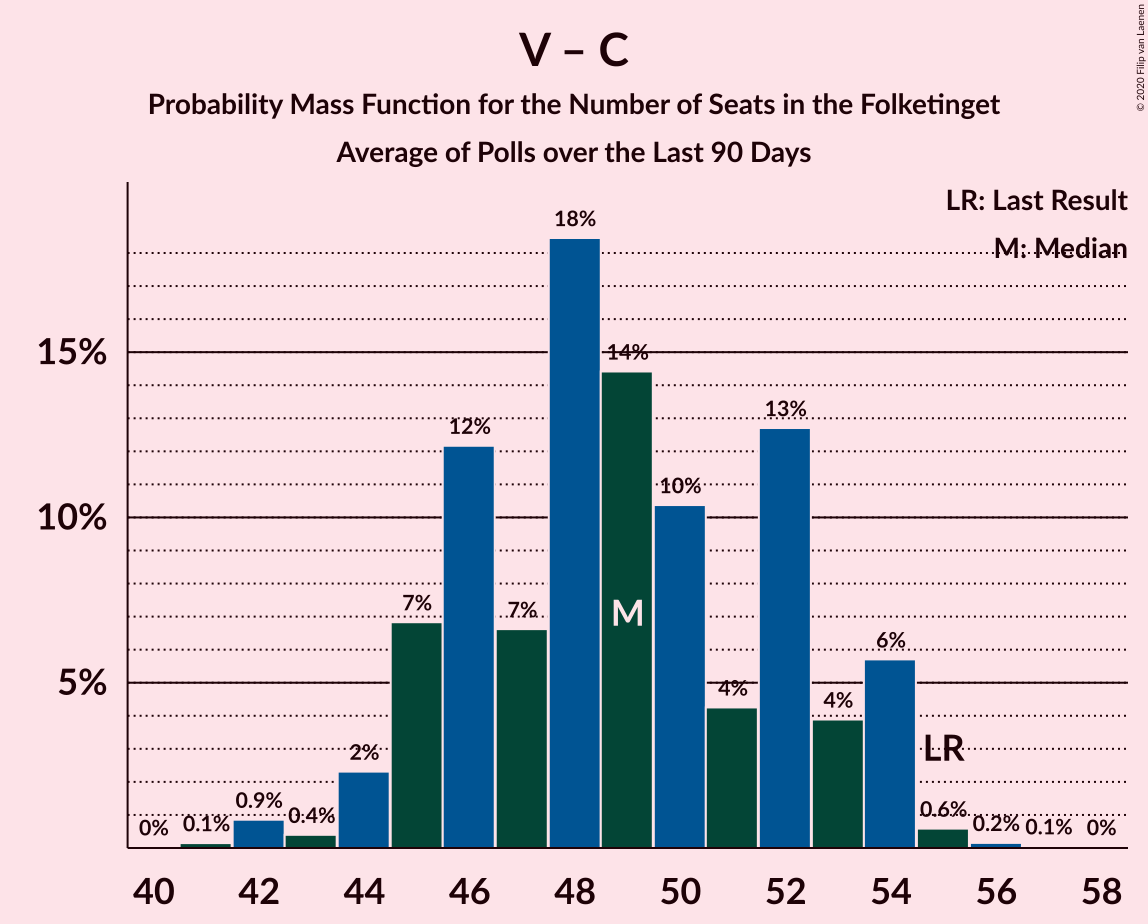 V – C
Probability Mass Function for the Number of Seats in the Folketinget
Average of Polls over the Last 90 Days
© 2020 Filip van Laenen
LR: Last Result
M: Median
15%
10%
5%
0%
0.1%
0.9%
0.4%
2%
7%
12%
7%
18%
14%
10%
4%
13%
4%
6%
0.6%
0.2%
0.1%
0%
M
LR
40 42 44 46 48 50 52 54 56 58